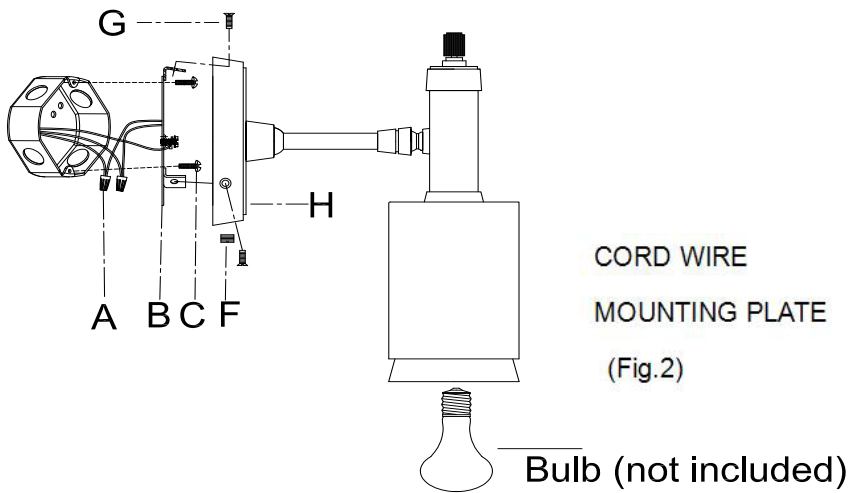 G
H
A
B
C
F
CORD WIRE
MOUNTING PLATE
(Fig.2)
Bulb (not included)